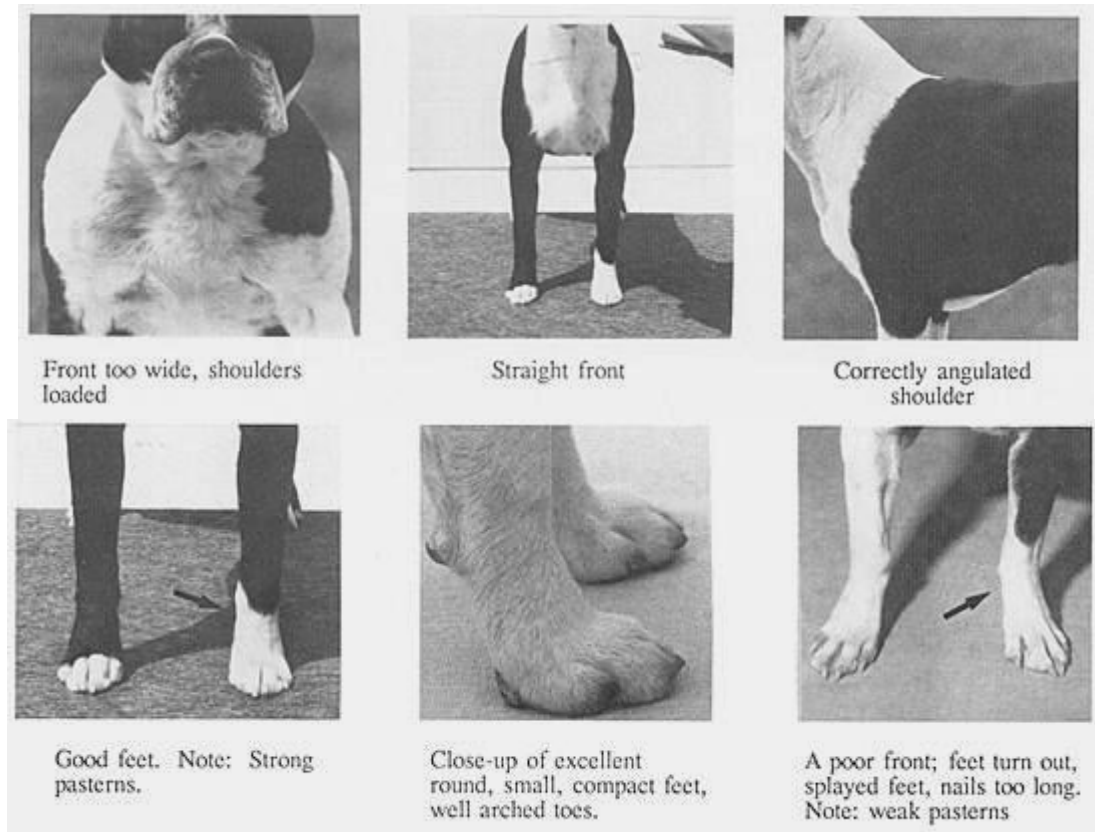 Front too wide, shoulders
loaded
Straight front
Correctly angulated
shoulder
Good feet. Note: Strong
pasterns.
Close-up of excellent
round, small, compact feet,
well arched toes.
A poor front; feet turn out,
splayed feet, nails too long.
Note: weak pasterns